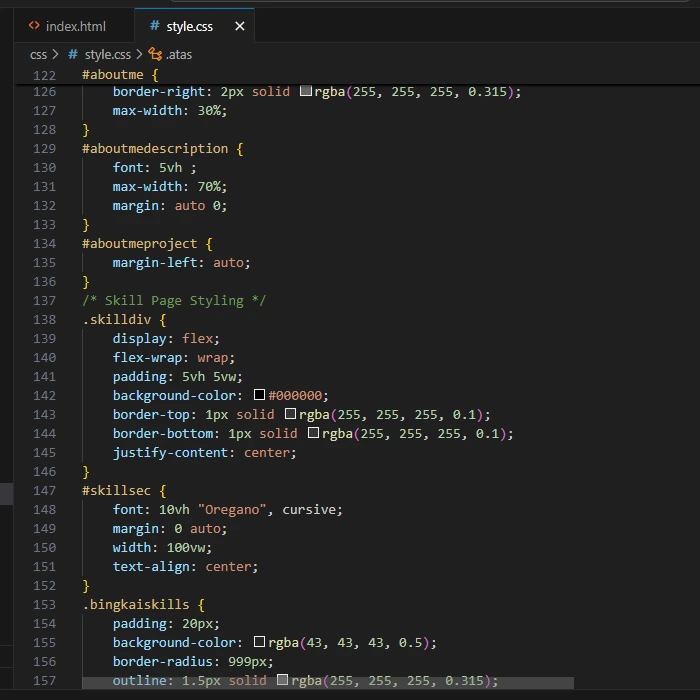 index.html # style.css ×
css > # style.css > .atas
122 #aboutme {
126 border-right: 2px solid rgba(255, 255, 255, 0.315);
127 max-width: 30%;
128 }
129 #aboutmedescription {
130 font: 5vh ;
131 max-width: 70%;
132 margin: auto 0;
133 }
134 #aboutmeproject {
135 margin-left: auto;
136 }
137 /* Skill Page Styling */
138 .skilldiv {
139 display: flex;
140 flex-wrap: wrap;
141 padding: 5vh 5vw;
142 background-color: #000000;
143 border-top: 1px solid rgba(255, 255, 255, 0.1);
144 border-bottom: 1px solid rgba(255, 255, 255, 0.1);
145 justify-content: center;
146 }
147 #skillsec {
148 font: 10vh "Oregano", cursive;
149 margin: 0 auto;
150 width: 100vw;
151 text-align: center;
152 }
153 .bingkaiskills {
154 padding: 20px;
155 background-color: rgba(43, 43, 43, 0.5);
156 border-radius: 999px;
157 outline: 1.5px solid rgba(255, 255, 255, 0.315);